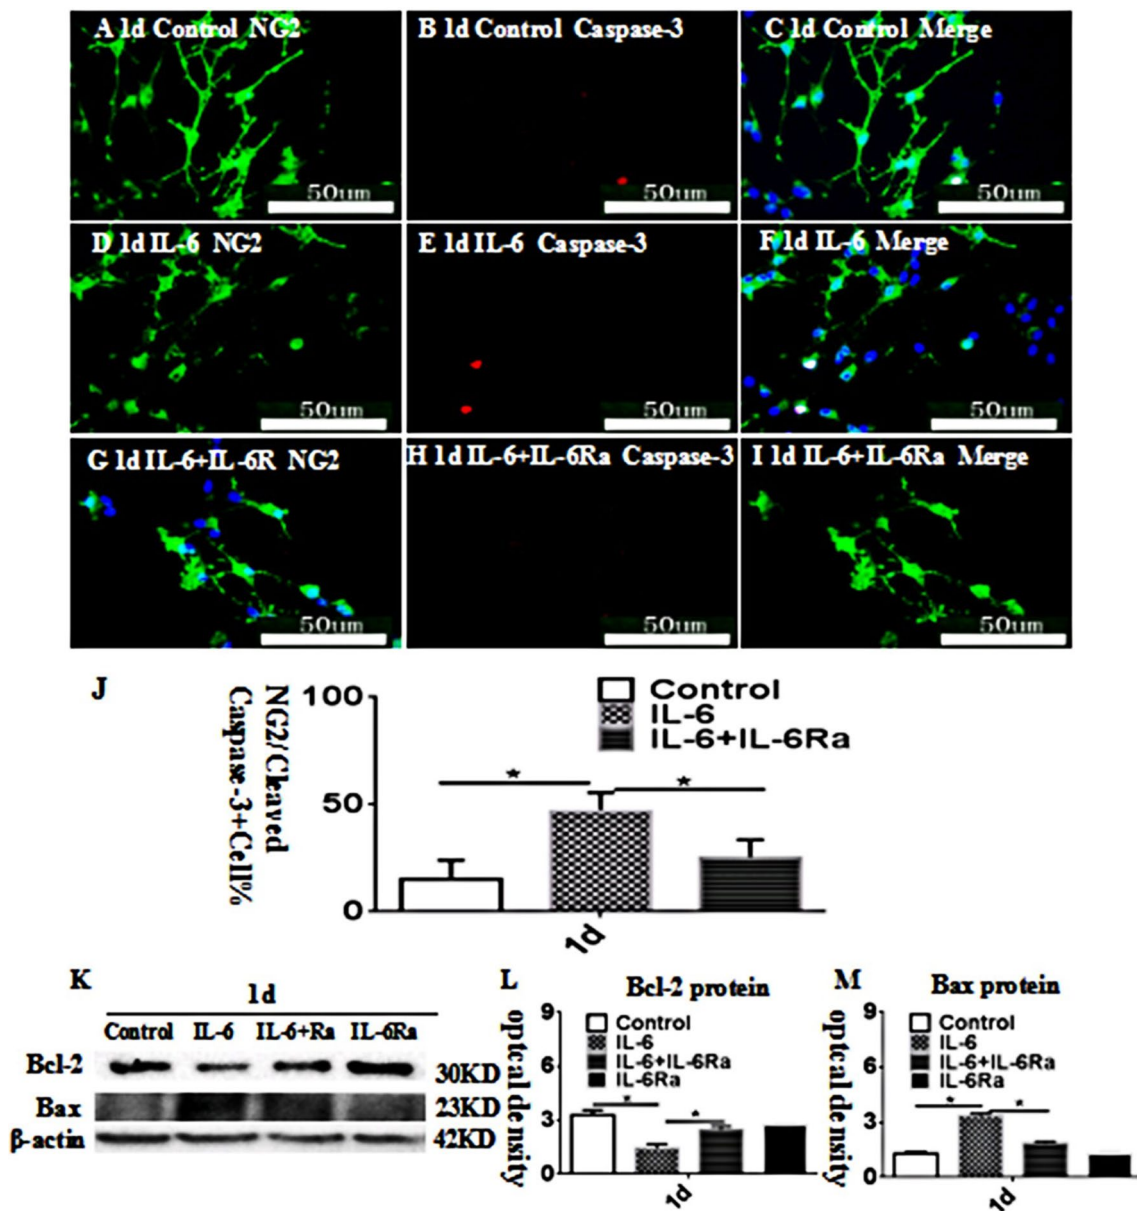 A 1d Control NG2
B 1d Control Caspase-3
C 1d Control Merge
50um
50um
50um
D 1d IL-6 NG2
E 1d IL-6 Caspase-3
F 1d IL-6 Merge
50um
50um
50um
G 1d IL-6+IL-6R NG2
H 1d IL-6+IL-6Ra Caspase-3
I 1d IL-6+IL-6Ra Merge
50um
50um
50um
J
NG2/Cleaved
Caspase-3+Cell%
100
50
0
Control
IL-6
IL-6+IL-6Ra
*
*
1d
K
1d
Control IL-6 IL-6+Ra IL-6Ra
Bcl-2 30KD
Bax 23KD
β-actin 42KD
L
Bcl-2 protein
optcal de nsity
9
6
3
0
Control
IL-6
IL-6+IL-6Ra
IL-6Ra
*
*
1d
M
Bax protein
optcal de nsity
9
6
3
0
Control
IL-6
IL-6+IL-6Ra
IL-6Ra
*
*
1d